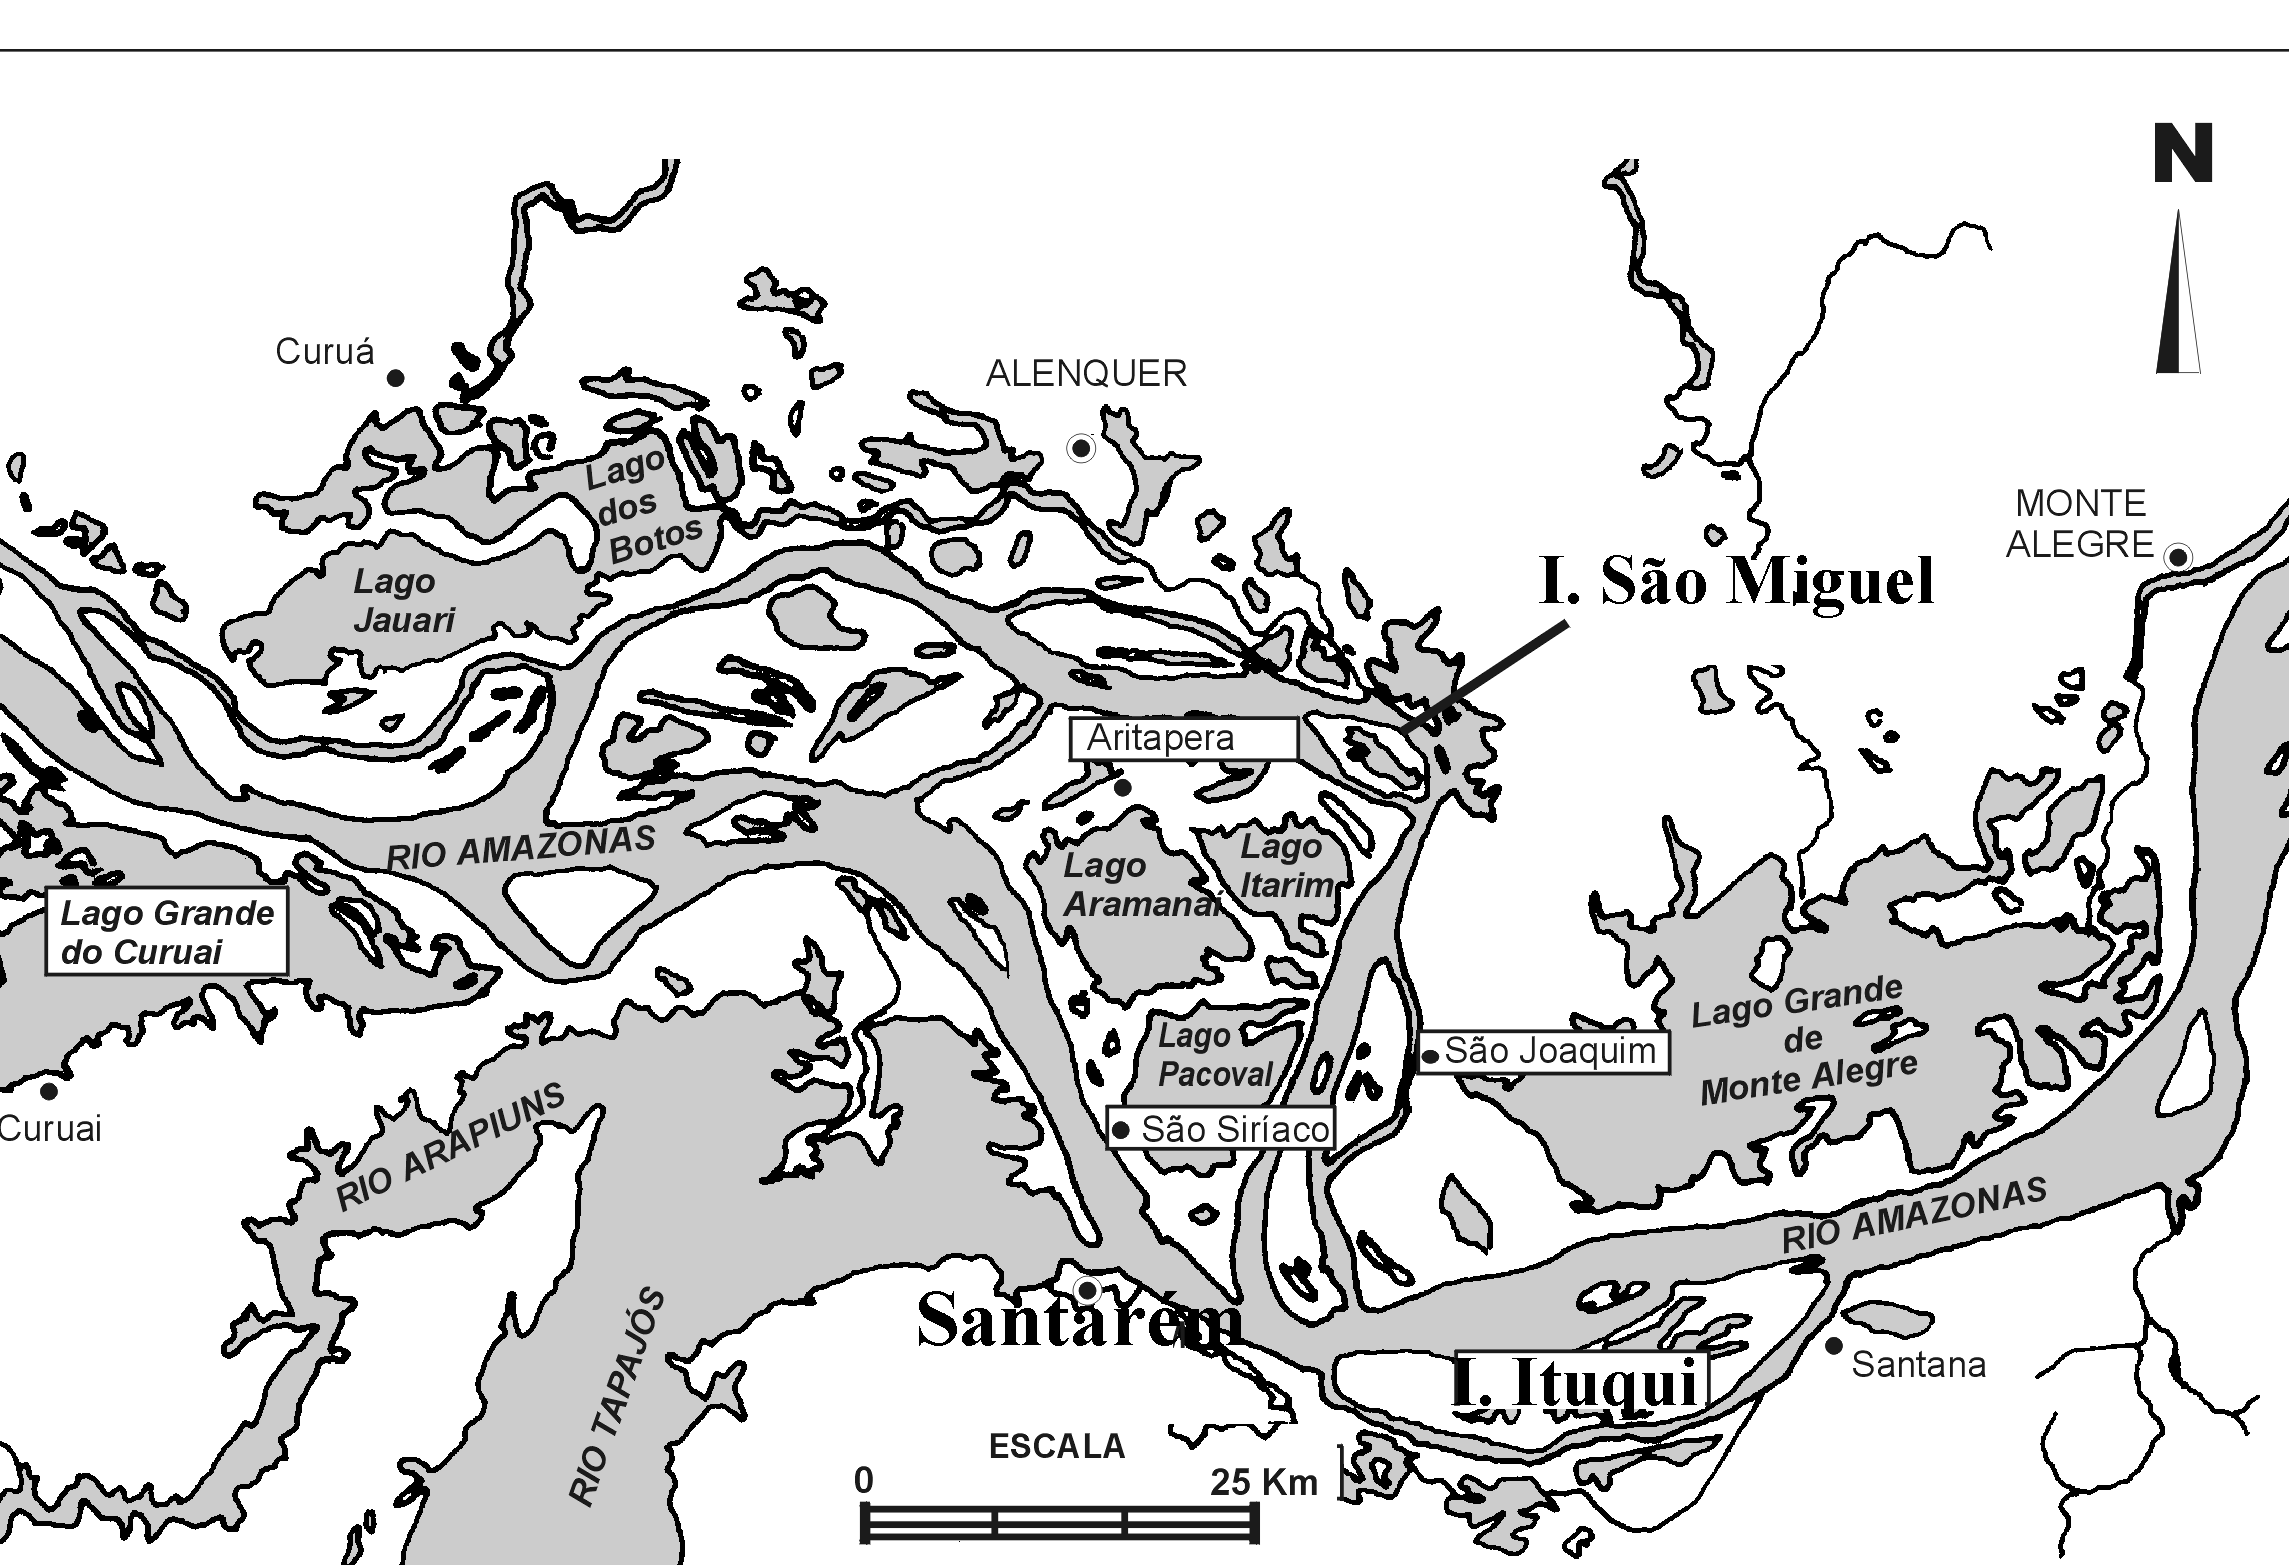 N
Curuá
ALENQUER
MONTE
ALEGRE
I. São Miguel
Lago
dos
Botos
Lago
Jauari
Aritapera
RIO AMAZONAS
Lago
Aramanaí
Lago
Itarim
Lago Grande
do Curuai
Lago Grande
de
Monte Alegre
Lago
Pacoval
São Joaquim
Curuai
RIO ARAPIUNS
São Siríaco
RIO AMAZONAS
Santarém
RIO TAPAJÓS
I. Ituqui
Santana
ESCALA
0
25 Km